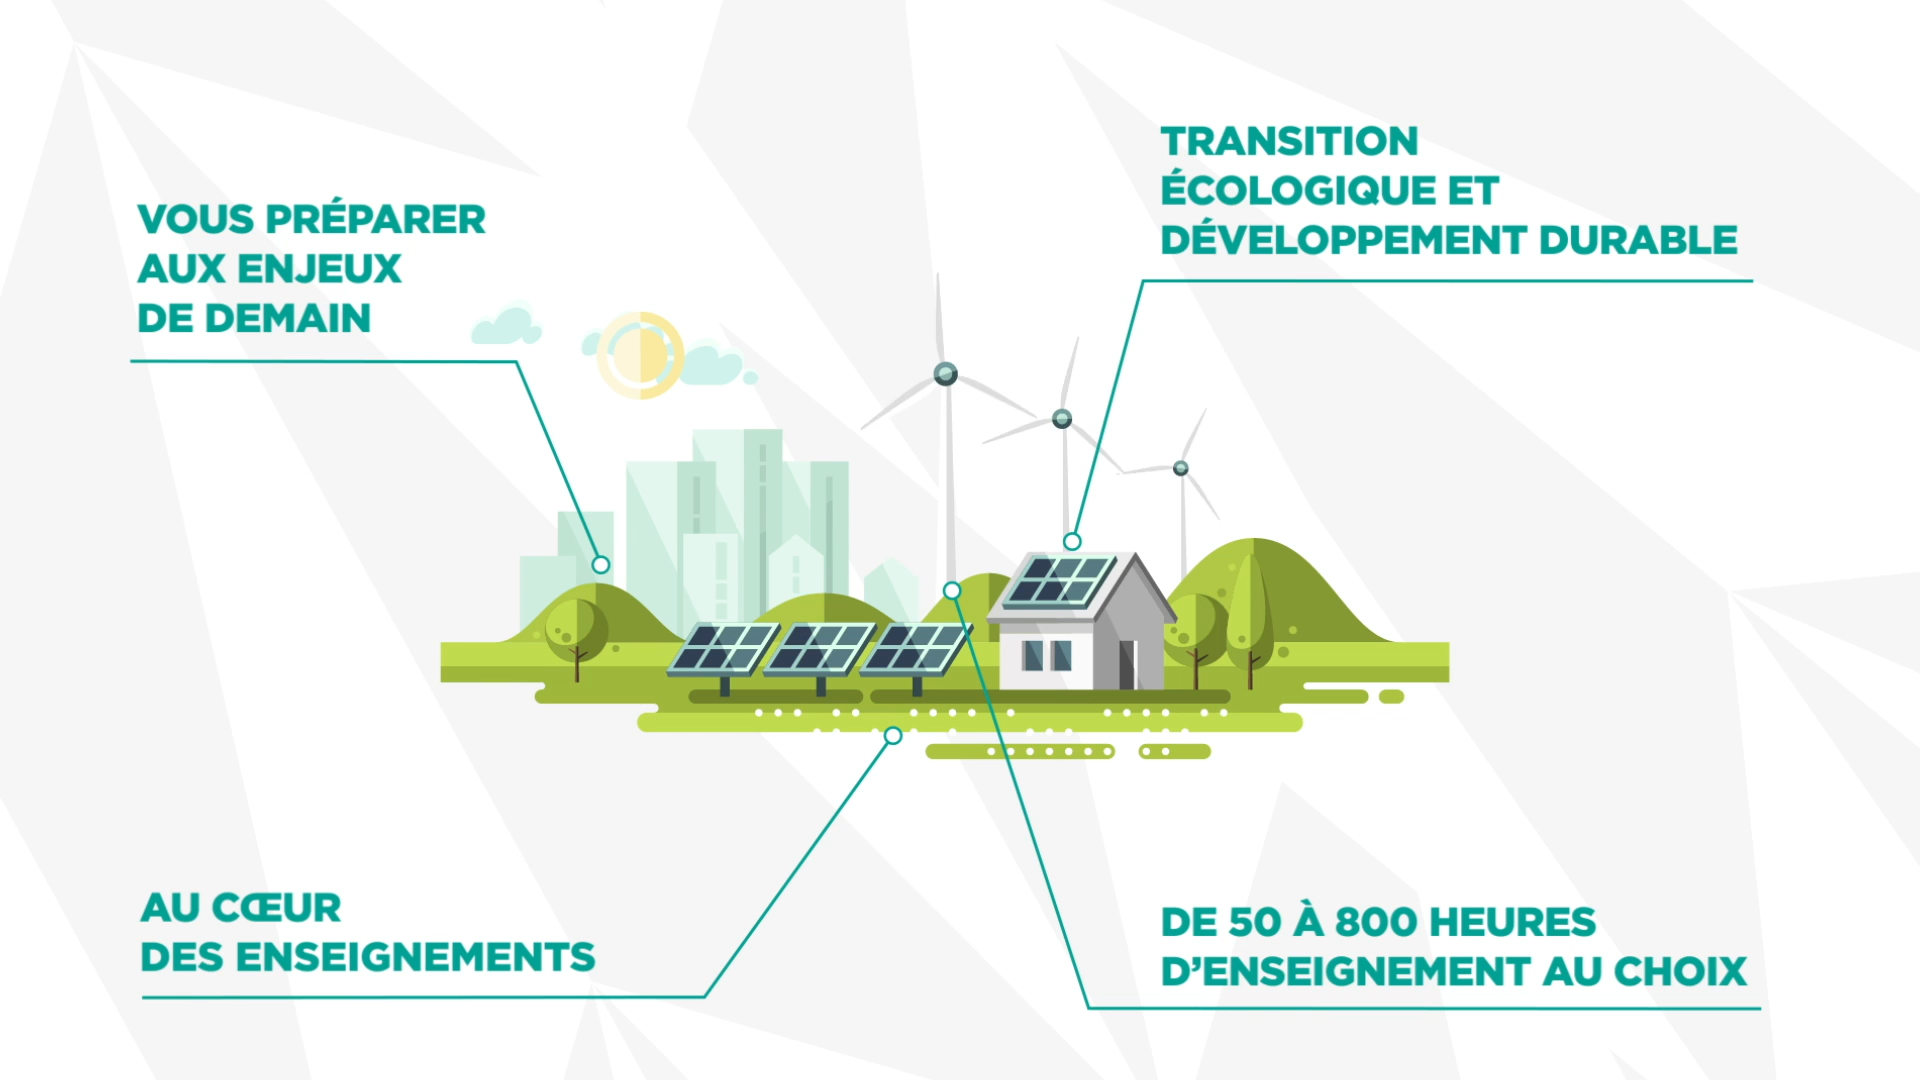 VOUS PRÉPARER
AUX ENJEUX
DE DEMAIN
TRANSITION
ÉCOLOGIQUE ET
DÉVELOPPEMENT DURABLE
AU CŒUR
DES ENSEIGNEMENTS
DE 50 À 800 HEURES
D’ENSEIGNEMENT AU CHOIX